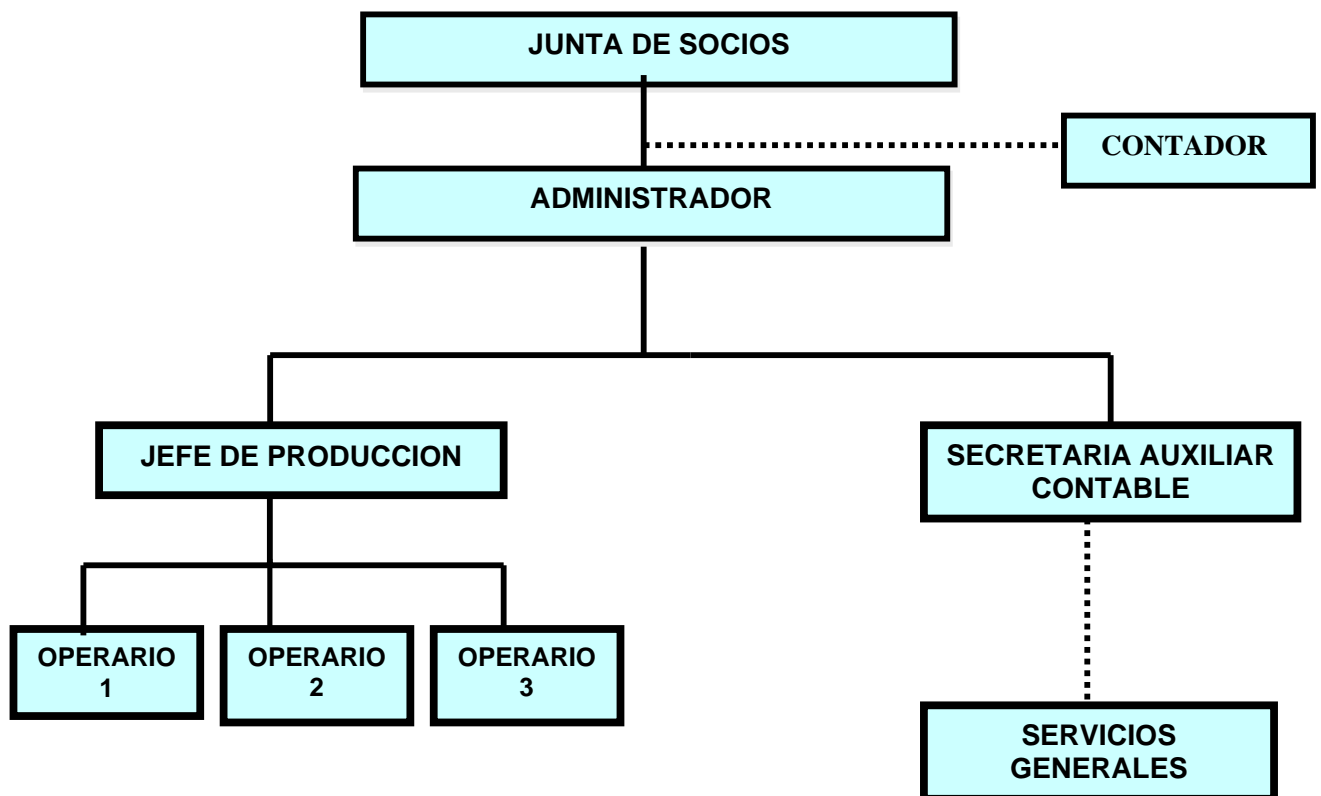 JUNTA DE SOCIOS
CONTADOR
ADMINISTRADOR
JEFE DE PRODUCCION
SECRETARIA AUXILIAR
CONTABLE
OPERARIO
1
OPERARIO
2
OPERARIO
3
SERVICIOS
GENERALES